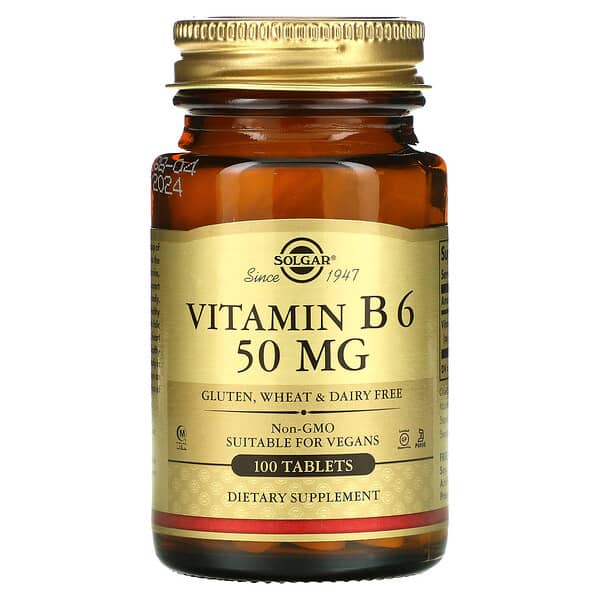 2024
SOLGAR®
Since 1947
VITAMIN B6
50 MG
GLUTEN, WHEAT & DAIRY FREE
Non-GMO
SUITABLE FOR VEGANS
100 TABLETS
DIETARY SUPPLEMENT